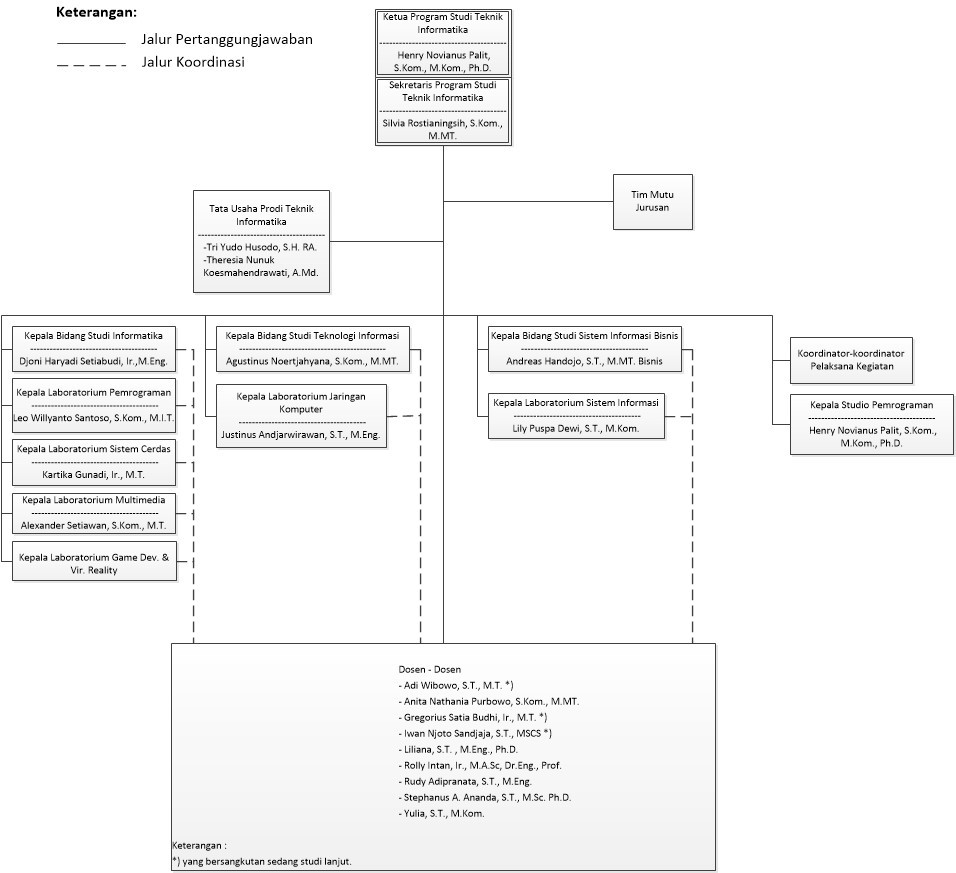 Keterangan:
Jalur Pertanggungjawaban
Jalur Koordinasi
Ketua Program Studi Teknik
Informatika
Henry Novianus Palit,
S.Kom., M.Kom., Ph.D.
Sekretaris Program Studi
Teknik Informatika
Silvia Rostianingsih, S.Kom.,
M.MT.
Tim Mutu
Jurusan
Tata Usaha Prodi Teknik
Informatika
-Tri Yudo Husodo, S.H. RA.
-Theresia Nunuk
Koesmahendrawati, A.Md.
Kepala Bidang Studi Informatika
Djoni Haryadi Setiabudi, Ir.,M.Eng.
Kepala Laboratorium Pemrograman
Leo Willyanto Santoso, S.Kom., M.I.T.
Kepala Laboratorium Sistem Cerdas
Kartika Gunadi, Ir., M.T.
Kepala Laboratorium Multimedia
Alexander Setiawan, S.Kom., M.T.
Kepala Laboratorium Game Dev. &
Vir. Reality
Kepala Bidang Studi Teknologi Informasi
Agustinus Noertjahyana, S.Kom., M.MT.
Kepala Laboratorium Jaringan
Komputer
Justinus Andjarwirawan, S.T., M.Eng.
Kepala Bidang Studi Sistem Informasi Bisnis
Andreas Handojo, S.T., M.MT. Bisnis
Kepala Laboratorium Sistem Informasi
Lily Puspa Dewi, S.T., M.Kom.
Koordinator-koordinator
Pelaksana Kegiatan
Kepala Studio Pemrograman
Henry Novianus Palit, S.Kom.,
M.Kom., Ph.D.
Dosen - Dosen
- Adi Wibowo, S.T., M.T. *)
- Anita Nathania Purbowo, S.Kom., M.MT.
- Gregorius Satia Budhi, Ir., M.T. *)
- Iwan Njoto Sandjaja, S.T., MSCS *)
- Liliana, S.T. , M.Eng., Ph.D.
- Rolly Intan, Ir., M.A.Sc, Dr.Eng., Prof.
- Rudy Adipranata, S.T., M.Eng.
- Stephanus A. Ananda, S.T., M.Sc. Ph.D.
- Yulia, S.T., M.Kom.
Keterangan :
*) yang bersangkutan sedang studi lanjut.